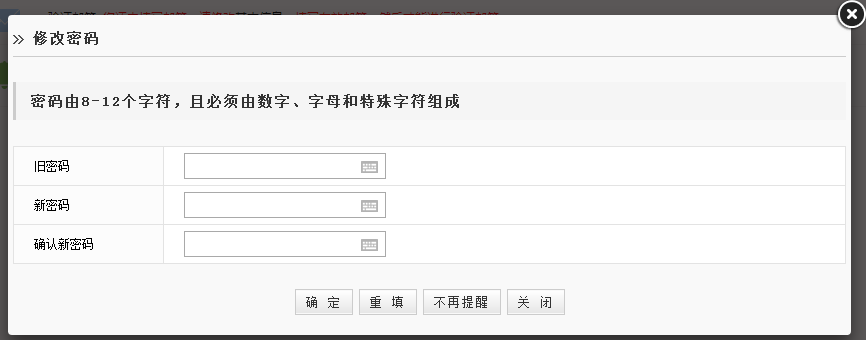 修改密码
密码由8-12个字符，且必须由数字、字母和特殊字符组成
旧密码
新密码
确认新密码
确 定 重 填 不再提醒 关 闭